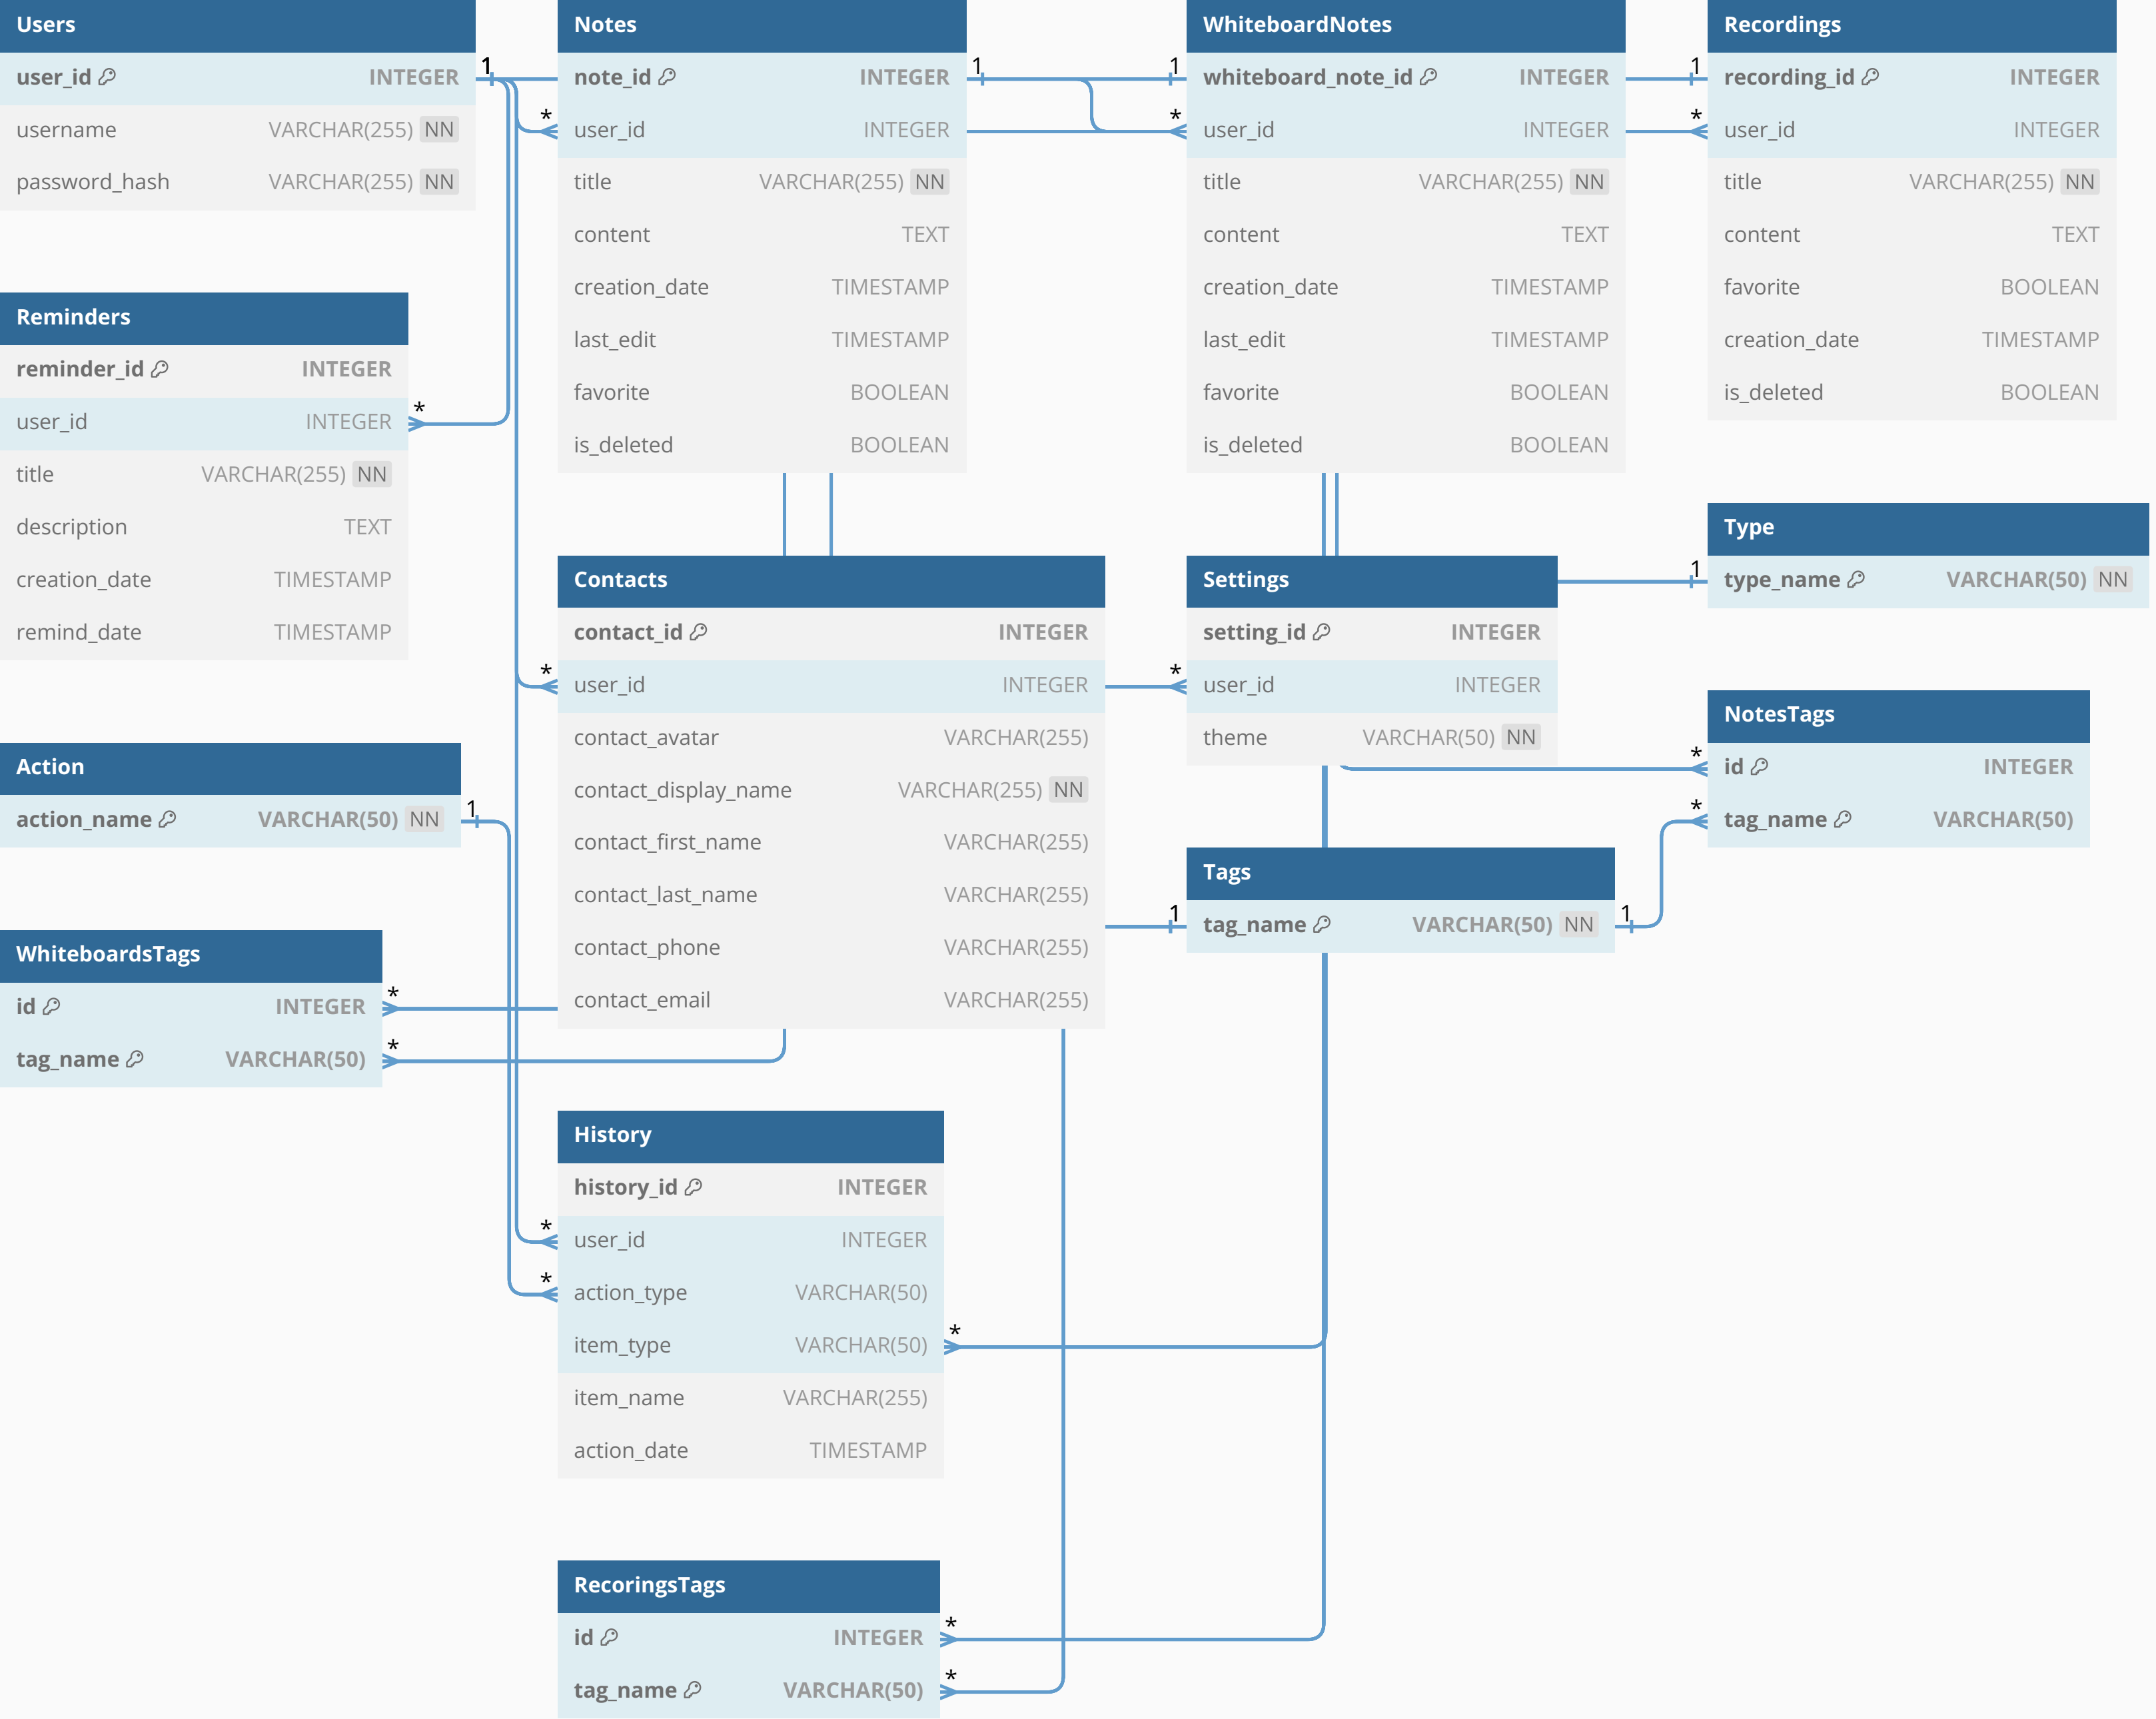 Users
user_id INTEGER
username VARCHAR(255) NN
password_hash VARCHAR(255) NN
1
Notes
note_id INTEGER
* user_id INTEGER
title VARCHAR(255) NN
content TEXT
creation_date TIMESTAMP
last_edit TIMESTAMP
favorite BOOLEAN
is_deleted BOOLEAN
1
1
*
WhiteboardNotes
whiteboard_note_id INTEGER
user_id INTEGER
title VARCHAR(255) NN
content TEXT
creation_date TIMESTAMP
last_edit TIMESTAMP
favorite BOOLEAN
is_deleted BOOLEAN
1
*
Recordings
recording_id INTEGER
user_id INTEGER
title VARCHAR(255) NN
content TEXT
favorite BOOLEAN
creation_date TIMESTAMP
is_deleted BOOLEAN
Reminders
reminder_id INTEGER
user_id INTEGER *
title VARCHAR(255) NN
description TEXT
creation_date TIMESTAMP
remind_date TIMESTAMP
Contacts
contact_id INTEGER
* user_id INTEGER
contact_avatar VARCHAR(255)
contact_display_name VARCHAR(255) NN
contact_first_name VARCHAR(255)
contact_last_name VARCHAR(255)
contact_phone VARCHAR(255)
contact_email VARCHAR(255)
Settings
setting_id INTEGER
* user_id INTEGER
theme VARCHAR(50) NN
Type
1 type_name VARCHAR(50) NN
NotesTags
* id INTEGER
* tag_name VARCHAR(50)
Action
action_name VARCHAR(50) NN 1
Tags
1 tag_name VARCHAR(50) NN 1
WhiteboardsTags
id INTEGER *
tag_name VARCHAR(50) *
History
history_id INTEGER
* user_id INTEGER
* action_type VARCHAR(50)
item_type VARCHAR(50) *
item_name VARCHAR(255)
action_date TIMESTAMP
RecoringsTags
id INTEGER *
tag_name VARCHAR(50) *